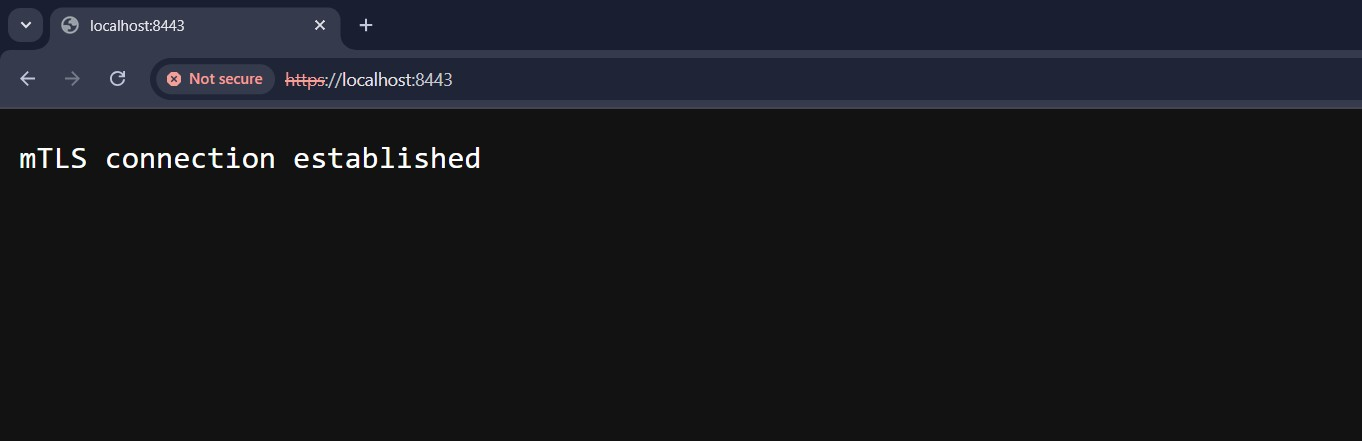 localhost:8443
Not secure https://localhost:8443
mTLS connection established